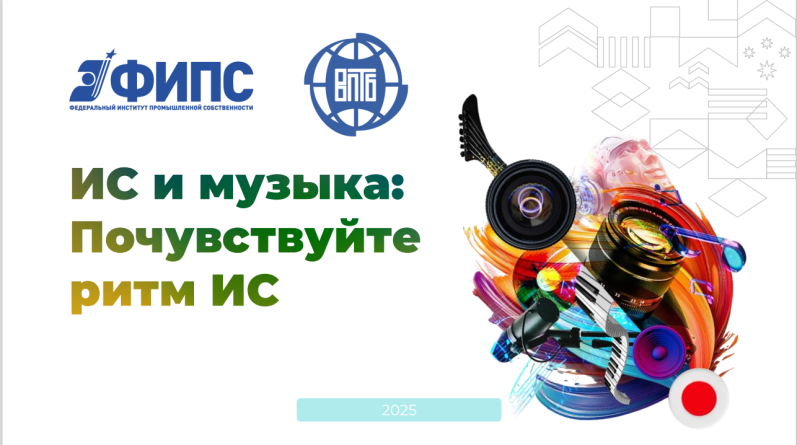 ФИПС
ФЕДЕРАЛЬНЫЙ ИНСТИТУТ ПРОМЫШЛЕННОЙ СОБСТВЕННОСТИ
ВПТБ
ИС и музыка:
Почувствуйте
ритм ИС
2025